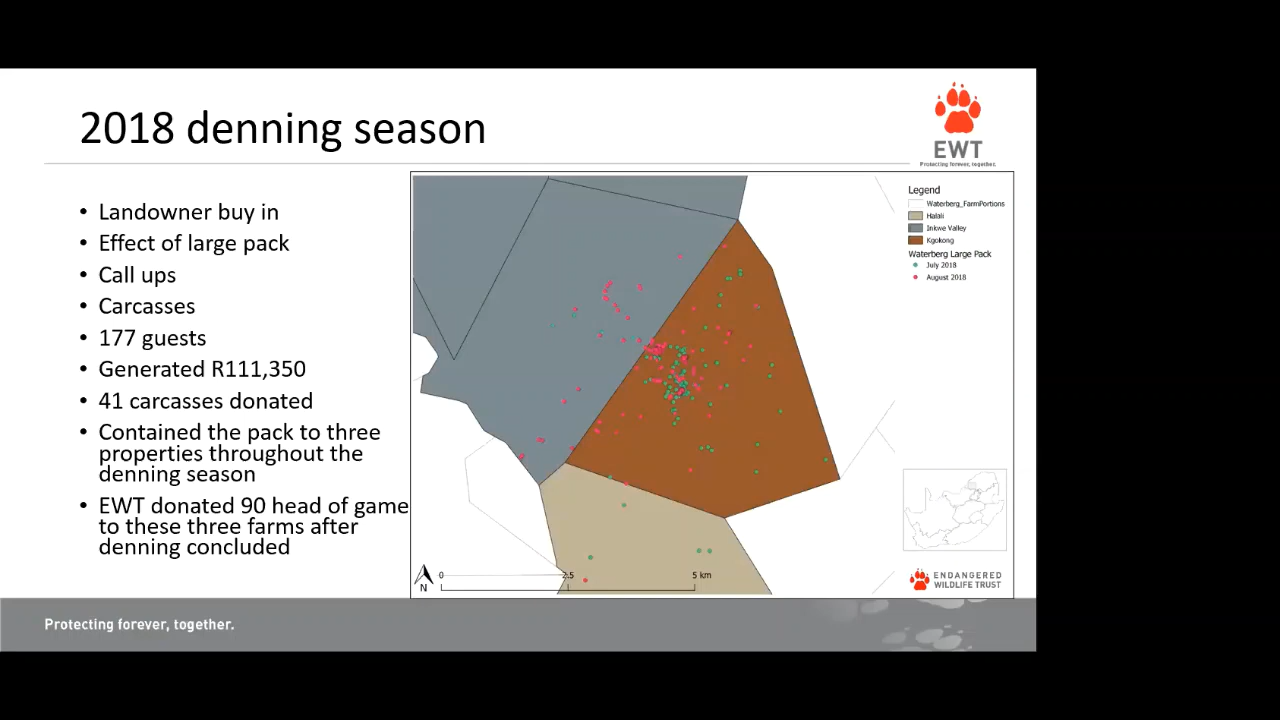 2018 denning season
EWT
Protecting forever, together.
• Landowner buy in
• Effect of large pack
• Call ups
• Carcasses
• 177 guests
• Generated R111,350
• 41 carcasses donated
• Contained the pack to three
properties throughout the
denning season
• EWT donated 90 head of game
to these three farms after
denning concluded
Legend
Waterberg_FarmPortions
Halali
Inkwe Valley
Kgokong
Waterberg Large Pack
July 2018
August 2018
N
0 2.5 5 km
ENDANGERED
WILDLIFE TRUST
Protecting forever, together.